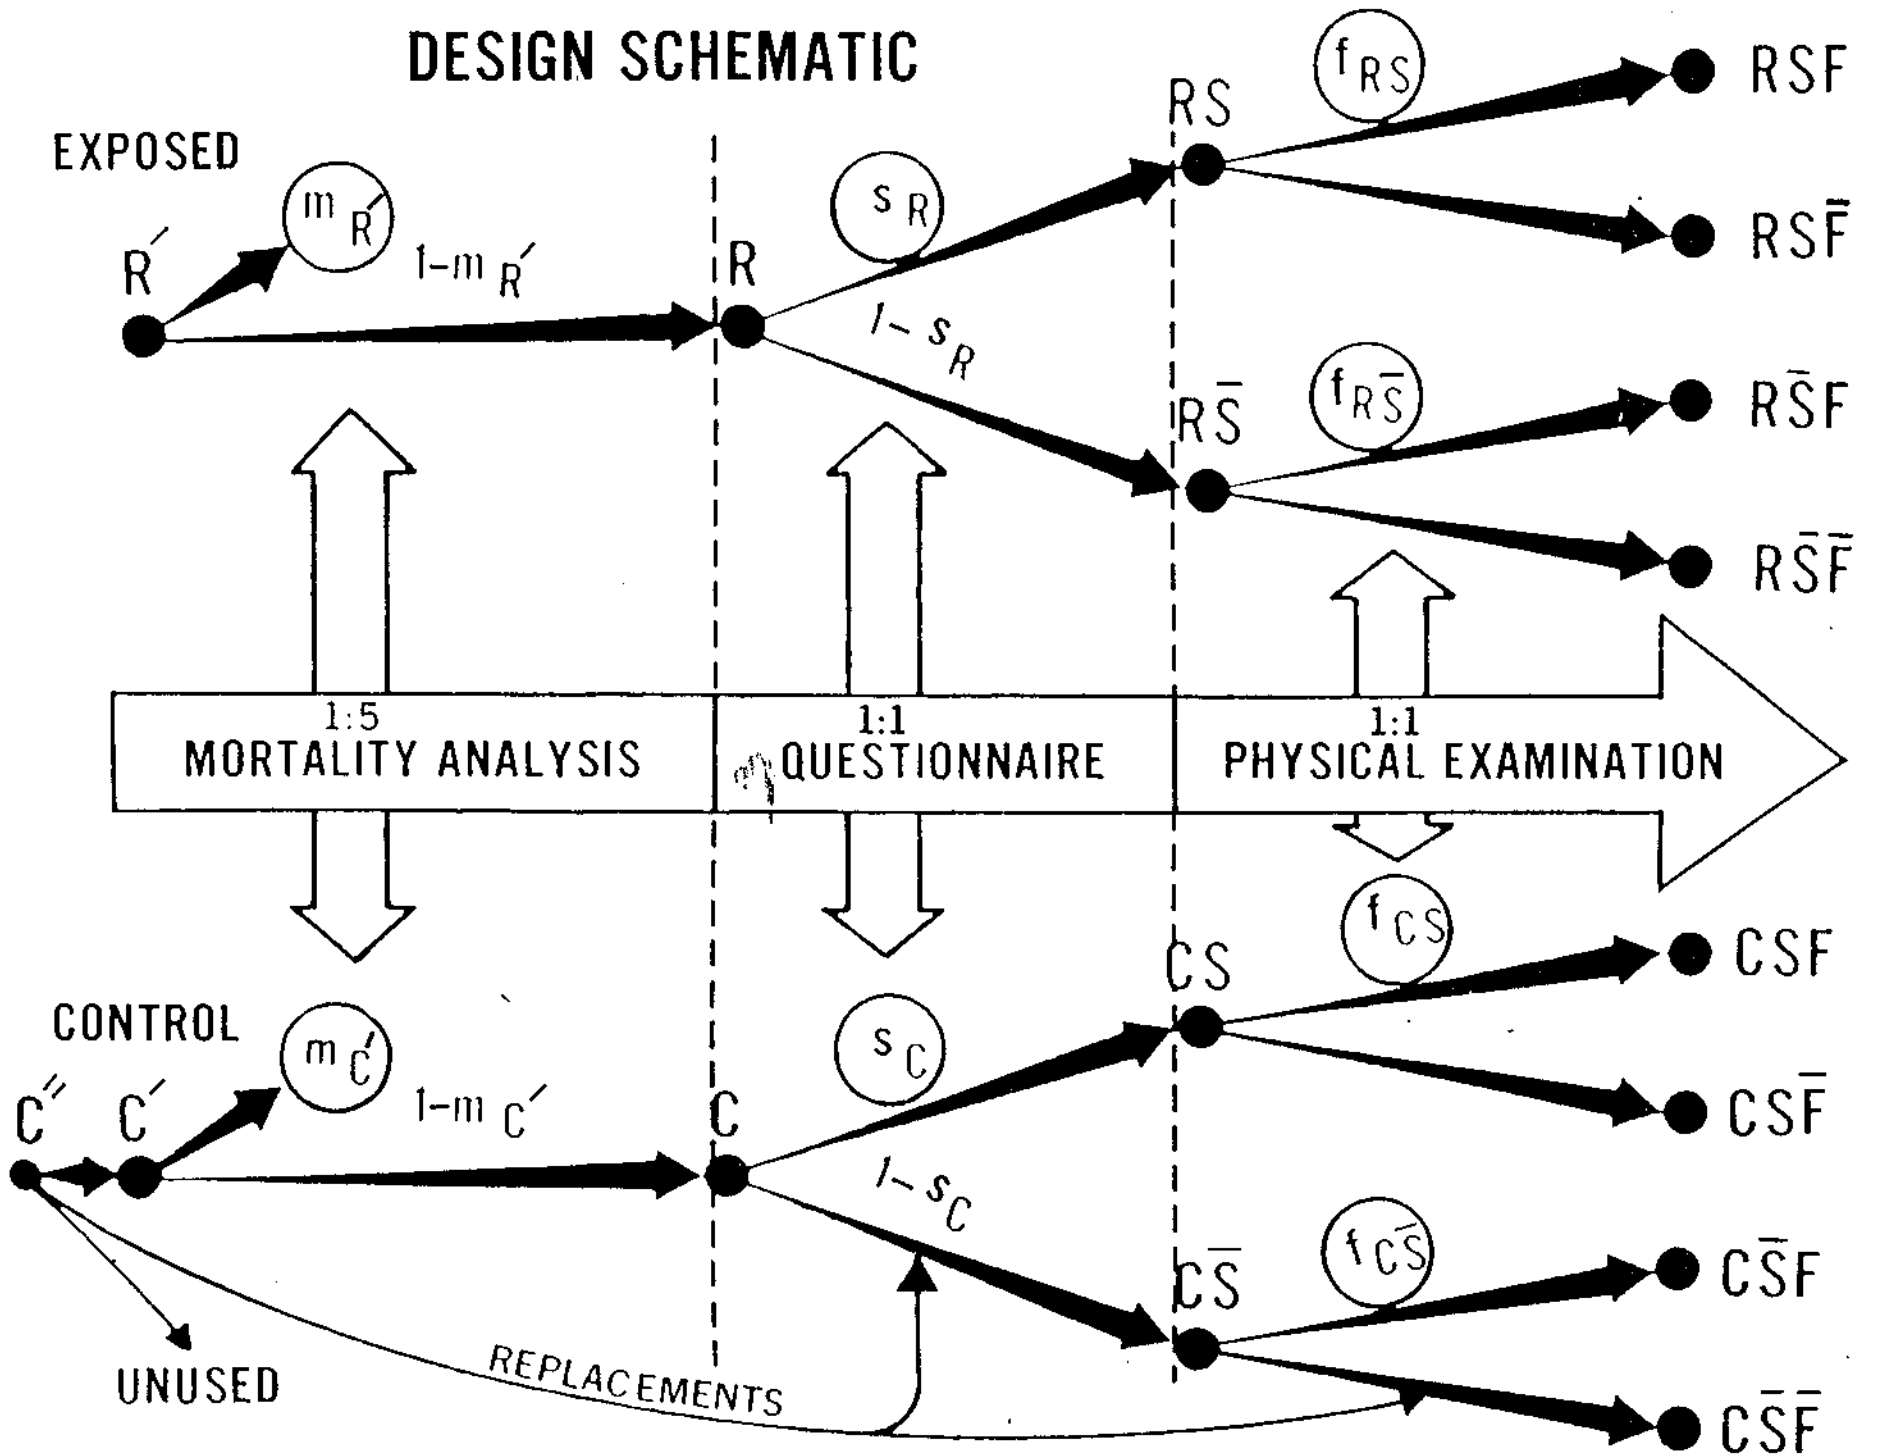 DESIGN SCHEMATIC
EXPOSED
R′
m R′
1-m R′
R
s R
1-s R
RS
f RS
RSF
RSF̅
RS̅
f RS̅
RS̅F
RS̅F̅
1:5
MORTALITY ANALYSIS
1:1
QUESTIONNAIRE
1:1
PHYSICAL EXAMINATION
CONTROL
C″
C′
m C′
1-m C′
C
s C
1-s C
CS
f CS
CSF
CSF̅
CS̅
f CS̅
CS̅F
CS̅F̅
UNUSED
REPLACEMENTS